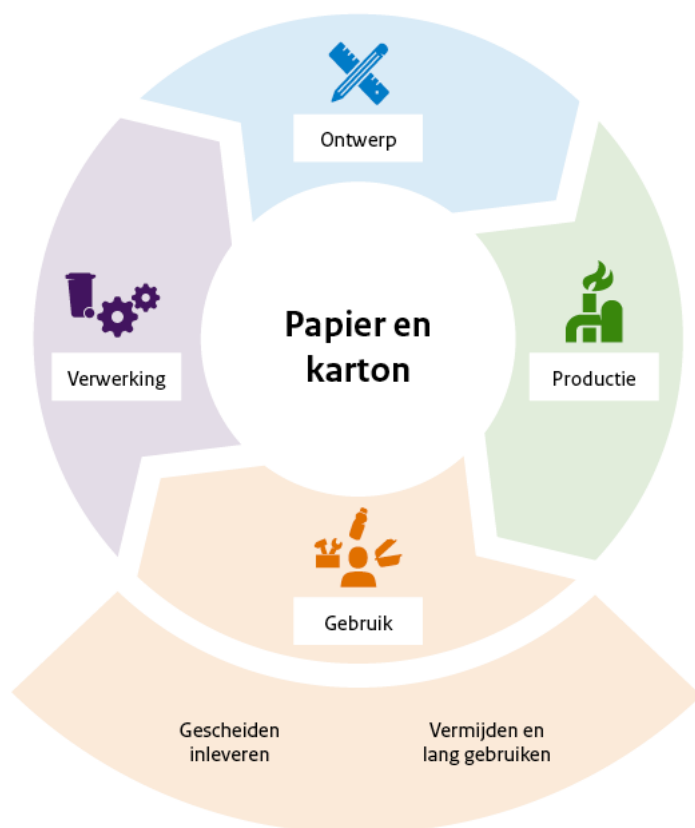 Ontwerp
Papier en
karton
Verwerking
Productie
Gebruik
Gescheiden
inleveren
Vermijden en
lang gebruiken